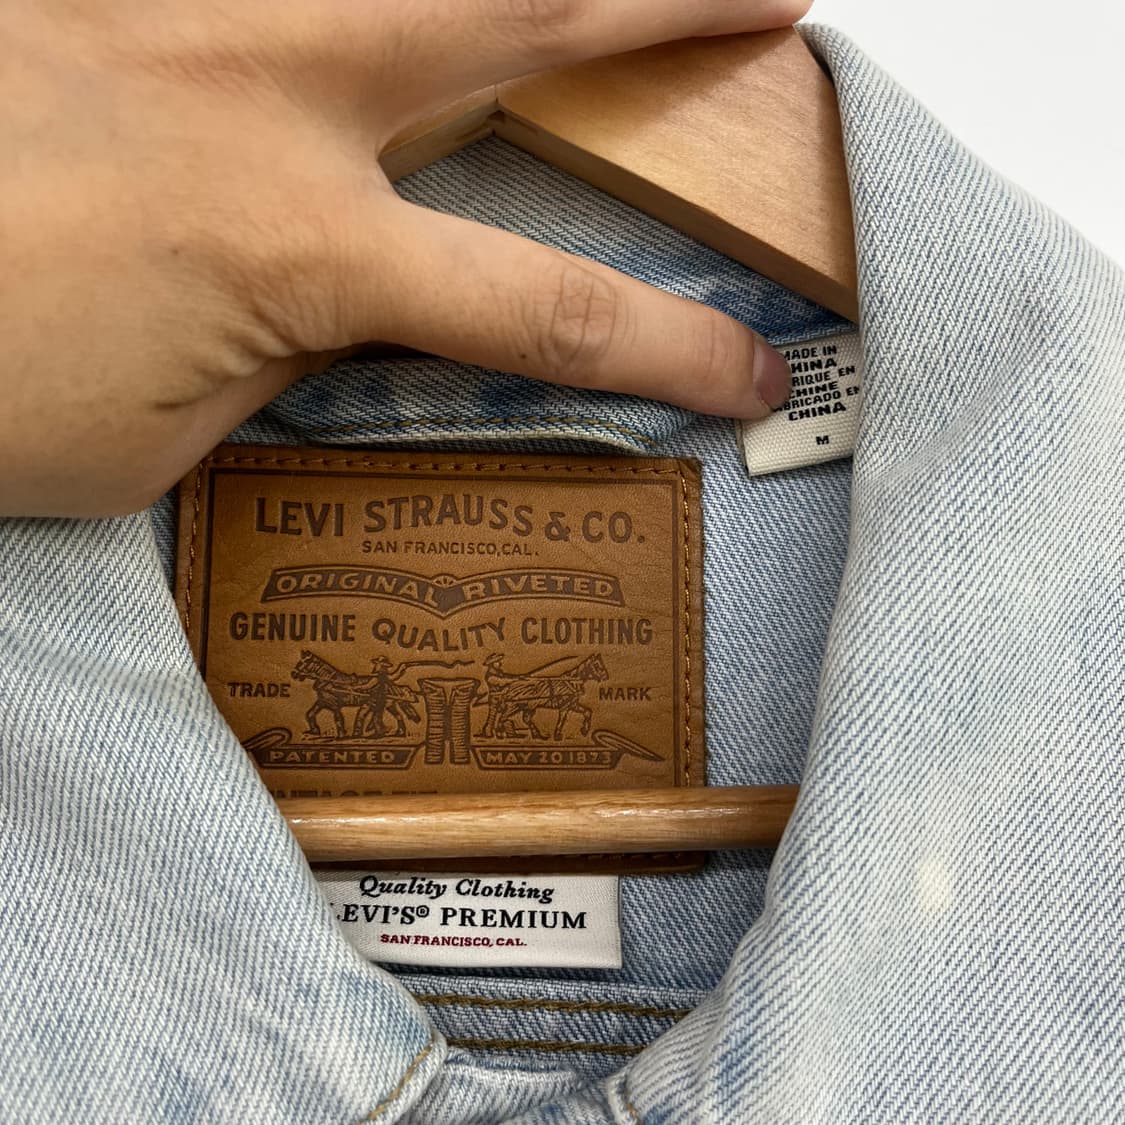 MADE IN
CHINA
EN
CHINE
CHINA
M
LEVI STRAUSS & CO.
SAN FRANCISCO, CAL.
ORIGINAL RIVETED
GENUINE QUALITY CLOTHING
TRADE MARK
PATENTED MAY 20 1873
Quality Clothing
LEVI'S® PREMIUM
SAN FRANCISCO, CAL.